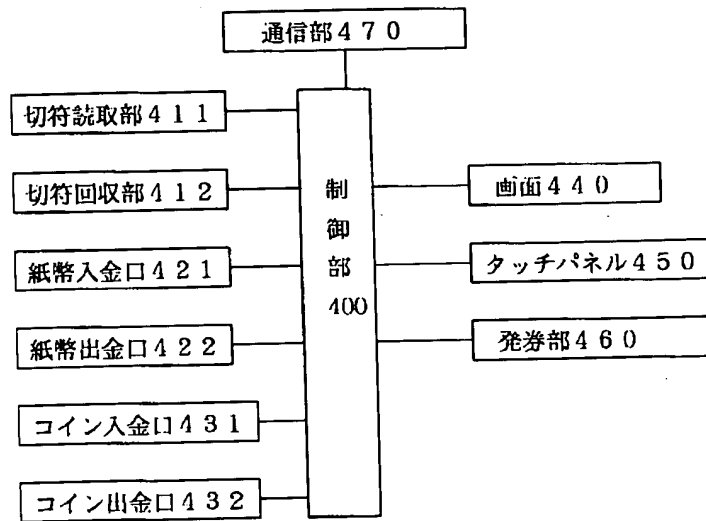 通信部４７０
切符読取部４１１
切符回収部４１２
紙幣入金口４２１
紙幣出金口４２２
コイン入金口４３１
コイン出金口４３２
制
御
部
400
画面４４０
タッチパネル４５０
発券部４６０